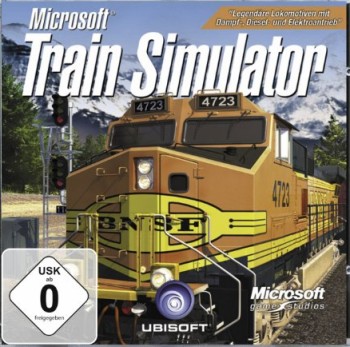 Microsoft™
Train Simulator
"Legendäre Lokomotiven mit
Dampf-, Diesel- und Elektroantrieb"
4723
4723
4723
BNSF
USK
ab
0
freigegeben
UBISOFT
Microsoft
game studios